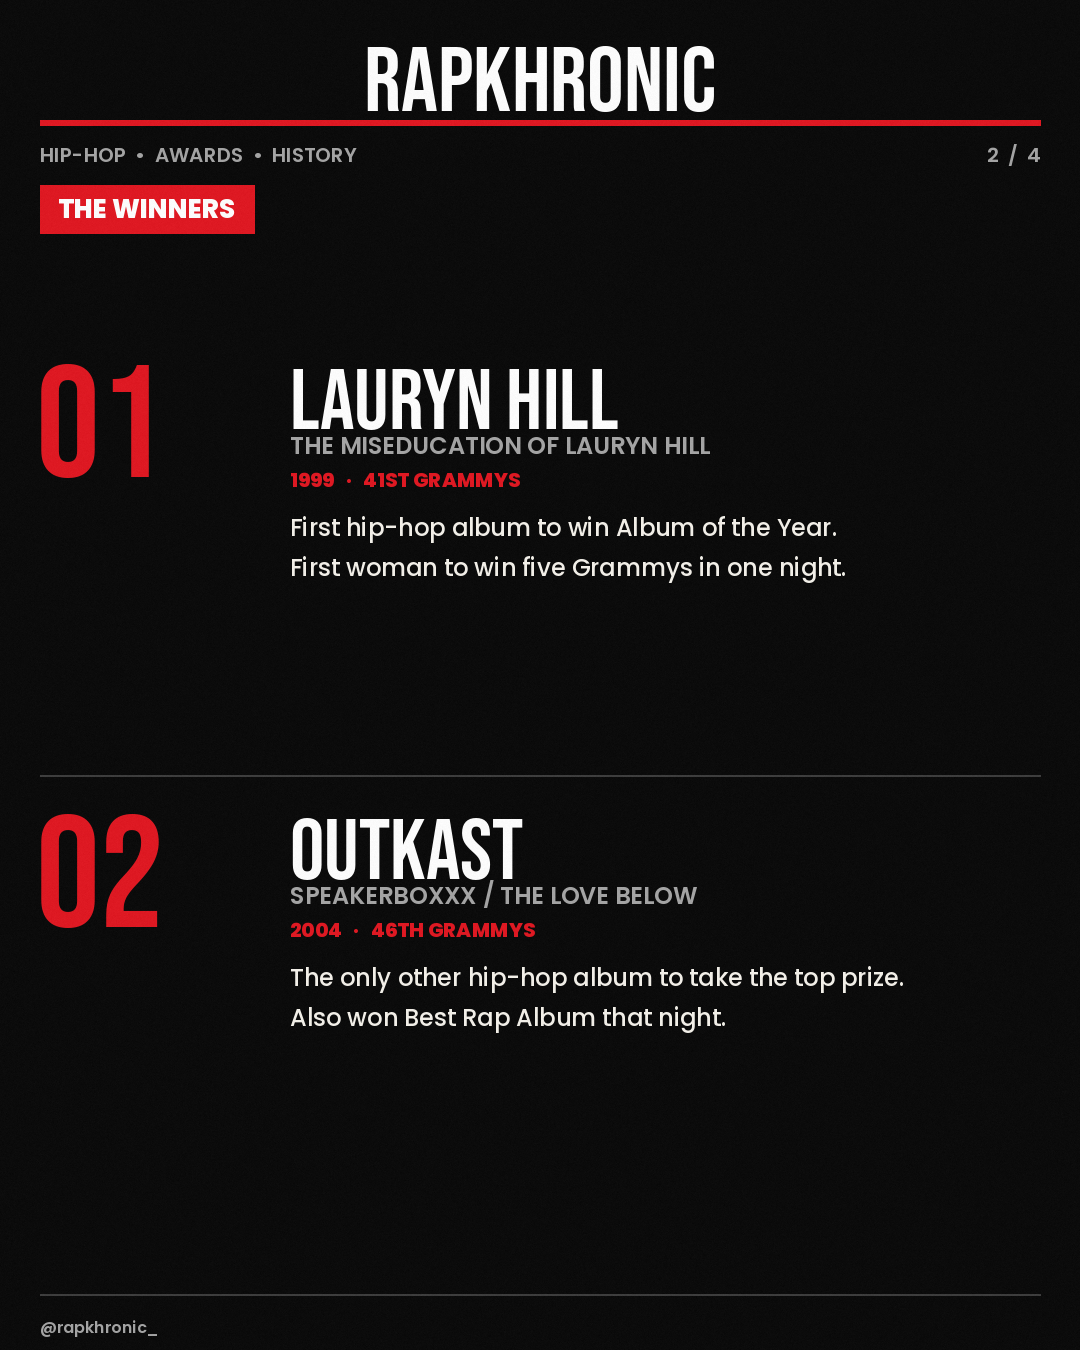 RAPKHRONIC
HIP-HOP • AWARDS • HISTORY
2 / 4
THE WINNERS
01
LAURYN HILL
THE MISEDUCATION OF LAURYN HILL
1999 · 41ST GRAMMYS
First hip-hop album to win Album of the Year.
First woman to win five Grammys in one night.
02
OUTKAST
SPEAKERBOXXX / THE LOVE BELOW
2004 · 46TH GRAMMYS
The only other hip-hop album to take the top prize.
Also won Best Rap Album that night.
@rapkhronic_